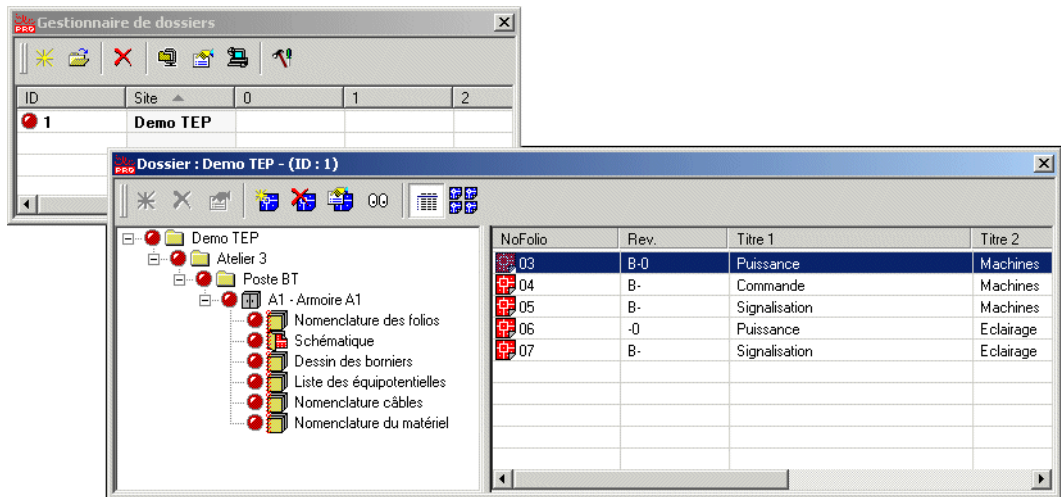 Gestionnaire de dossiers
ID Site 0 1 2
1 Demo TEP
PRO Dossier : Demo TEP - (ID : 1)
Demo TEP
Atelier 3
Poste BT
A1 - Armoire A1
Nomenclature des folios
Schématique
Dessin des borniers
Liste des équipotentielles
Nomenclature câbles
Nomenclature du matériel
NoFolio Rev. Titre 1 Titre 2
03 B-0 Puissance Machines
04 B- Commande Machines
05 B- Signalisation Machines
06 -0 Puissance Eclairage
07 B- Signalisation Eclairage